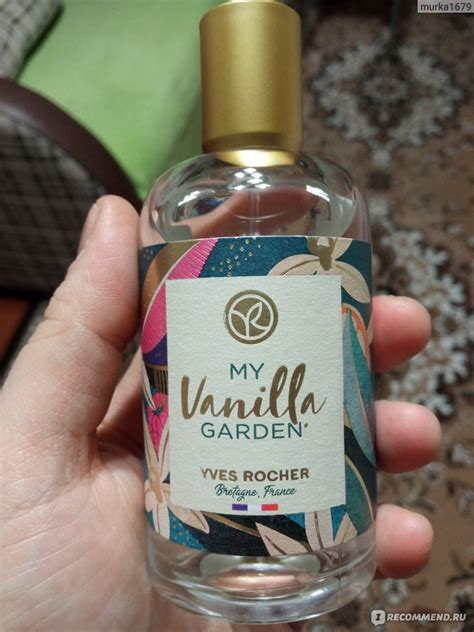 murka1679
MY
Vanilla
GARDEN*
YVES ROCHER
Bretagne, France
I RECOMMEND.RU